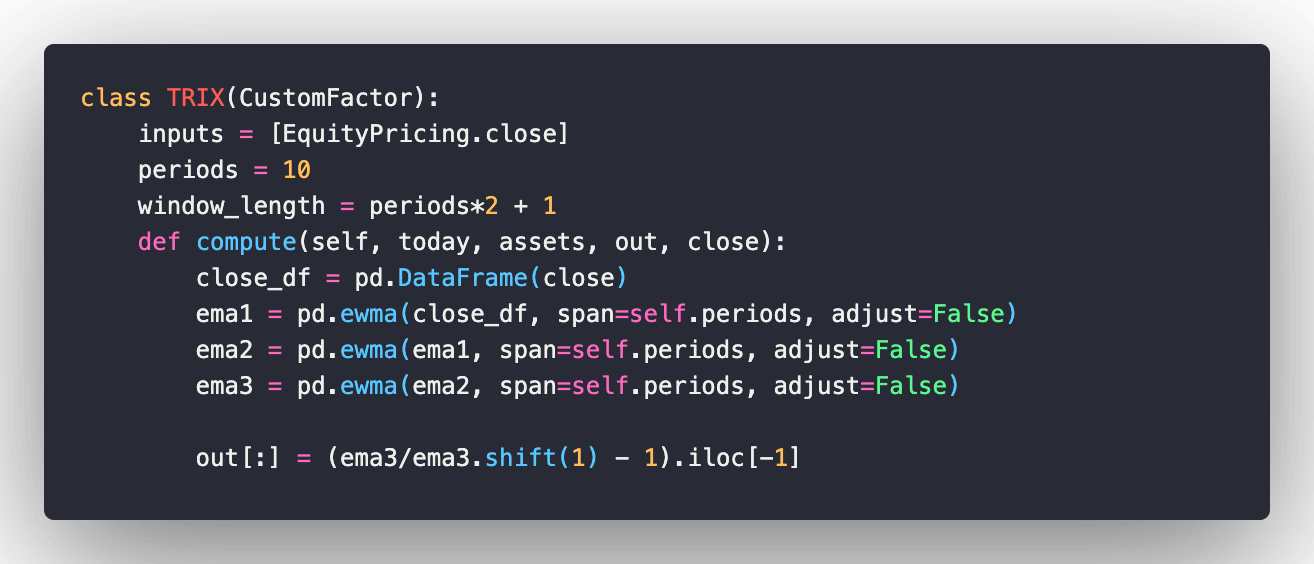 class TRIX(CustomFactor):
    inputs = [EquityPricing.close]
    periods = 10
    window_length = periods*2 + 1
    def compute(self, today, assets, out, close):
        close_df = pd.DataFrame(close)
        ema1 = pd.ewma(close_df, span=self.periods, adjust=False)
        ema2 = pd.ewma(ema1, span=self.periods, adjust=False)
        ema3 = pd.ewma(ema2, span=self.periods, adjust=False)

        out[:] = (ema3/ema3.shift(1) - 1).iloc[-1]